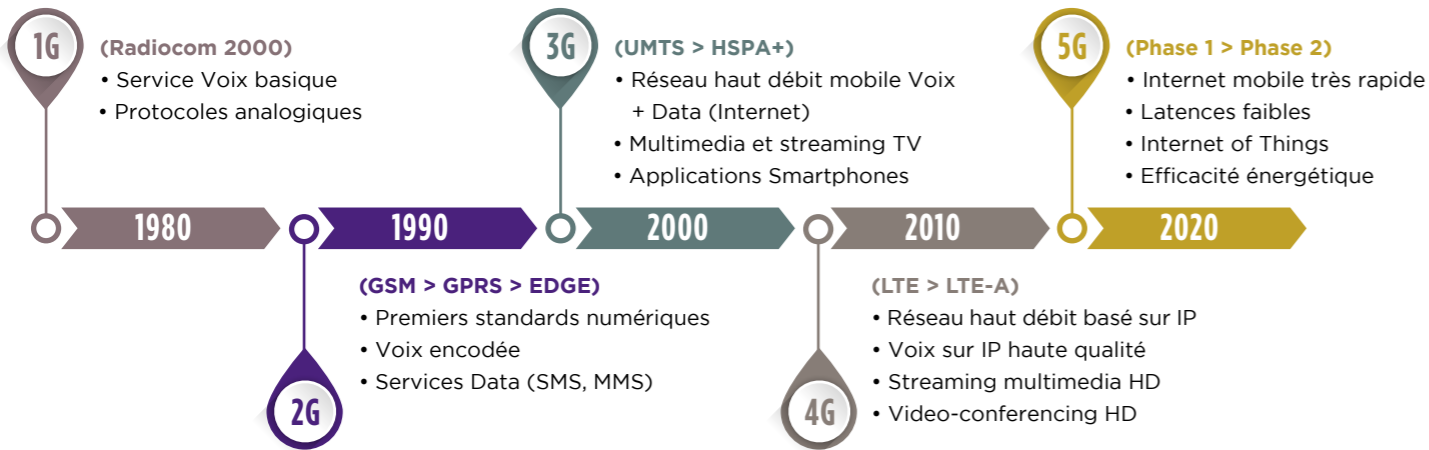 1G
(Radiocom 2000)
• Service Voix basique
• Protocoles analogiques
3G
(UMTS > HSPA+)
• Réseau haut débit mobile Voix
+ Data (Internet)
• Multimedia et streaming TV
• Applications Smartphones
5G
(Phase 1 > Phase 2)
• Internet mobile très rapide
• Latences faibles
• Internet of Things
• Efficacité énergétique
1980
1990
2000
2010
2020
(GSM > GPRS > EDGE)
• Premiers standards numériques
• Voix encodée
• Services Data (SMS, MMS)
2G
(LTE > LTE-A)
• Réseau haut débit basé sur IP
• Voix sur IP haute qualité
• Streaming multimedia HD
• Video-conferencing HD
4G